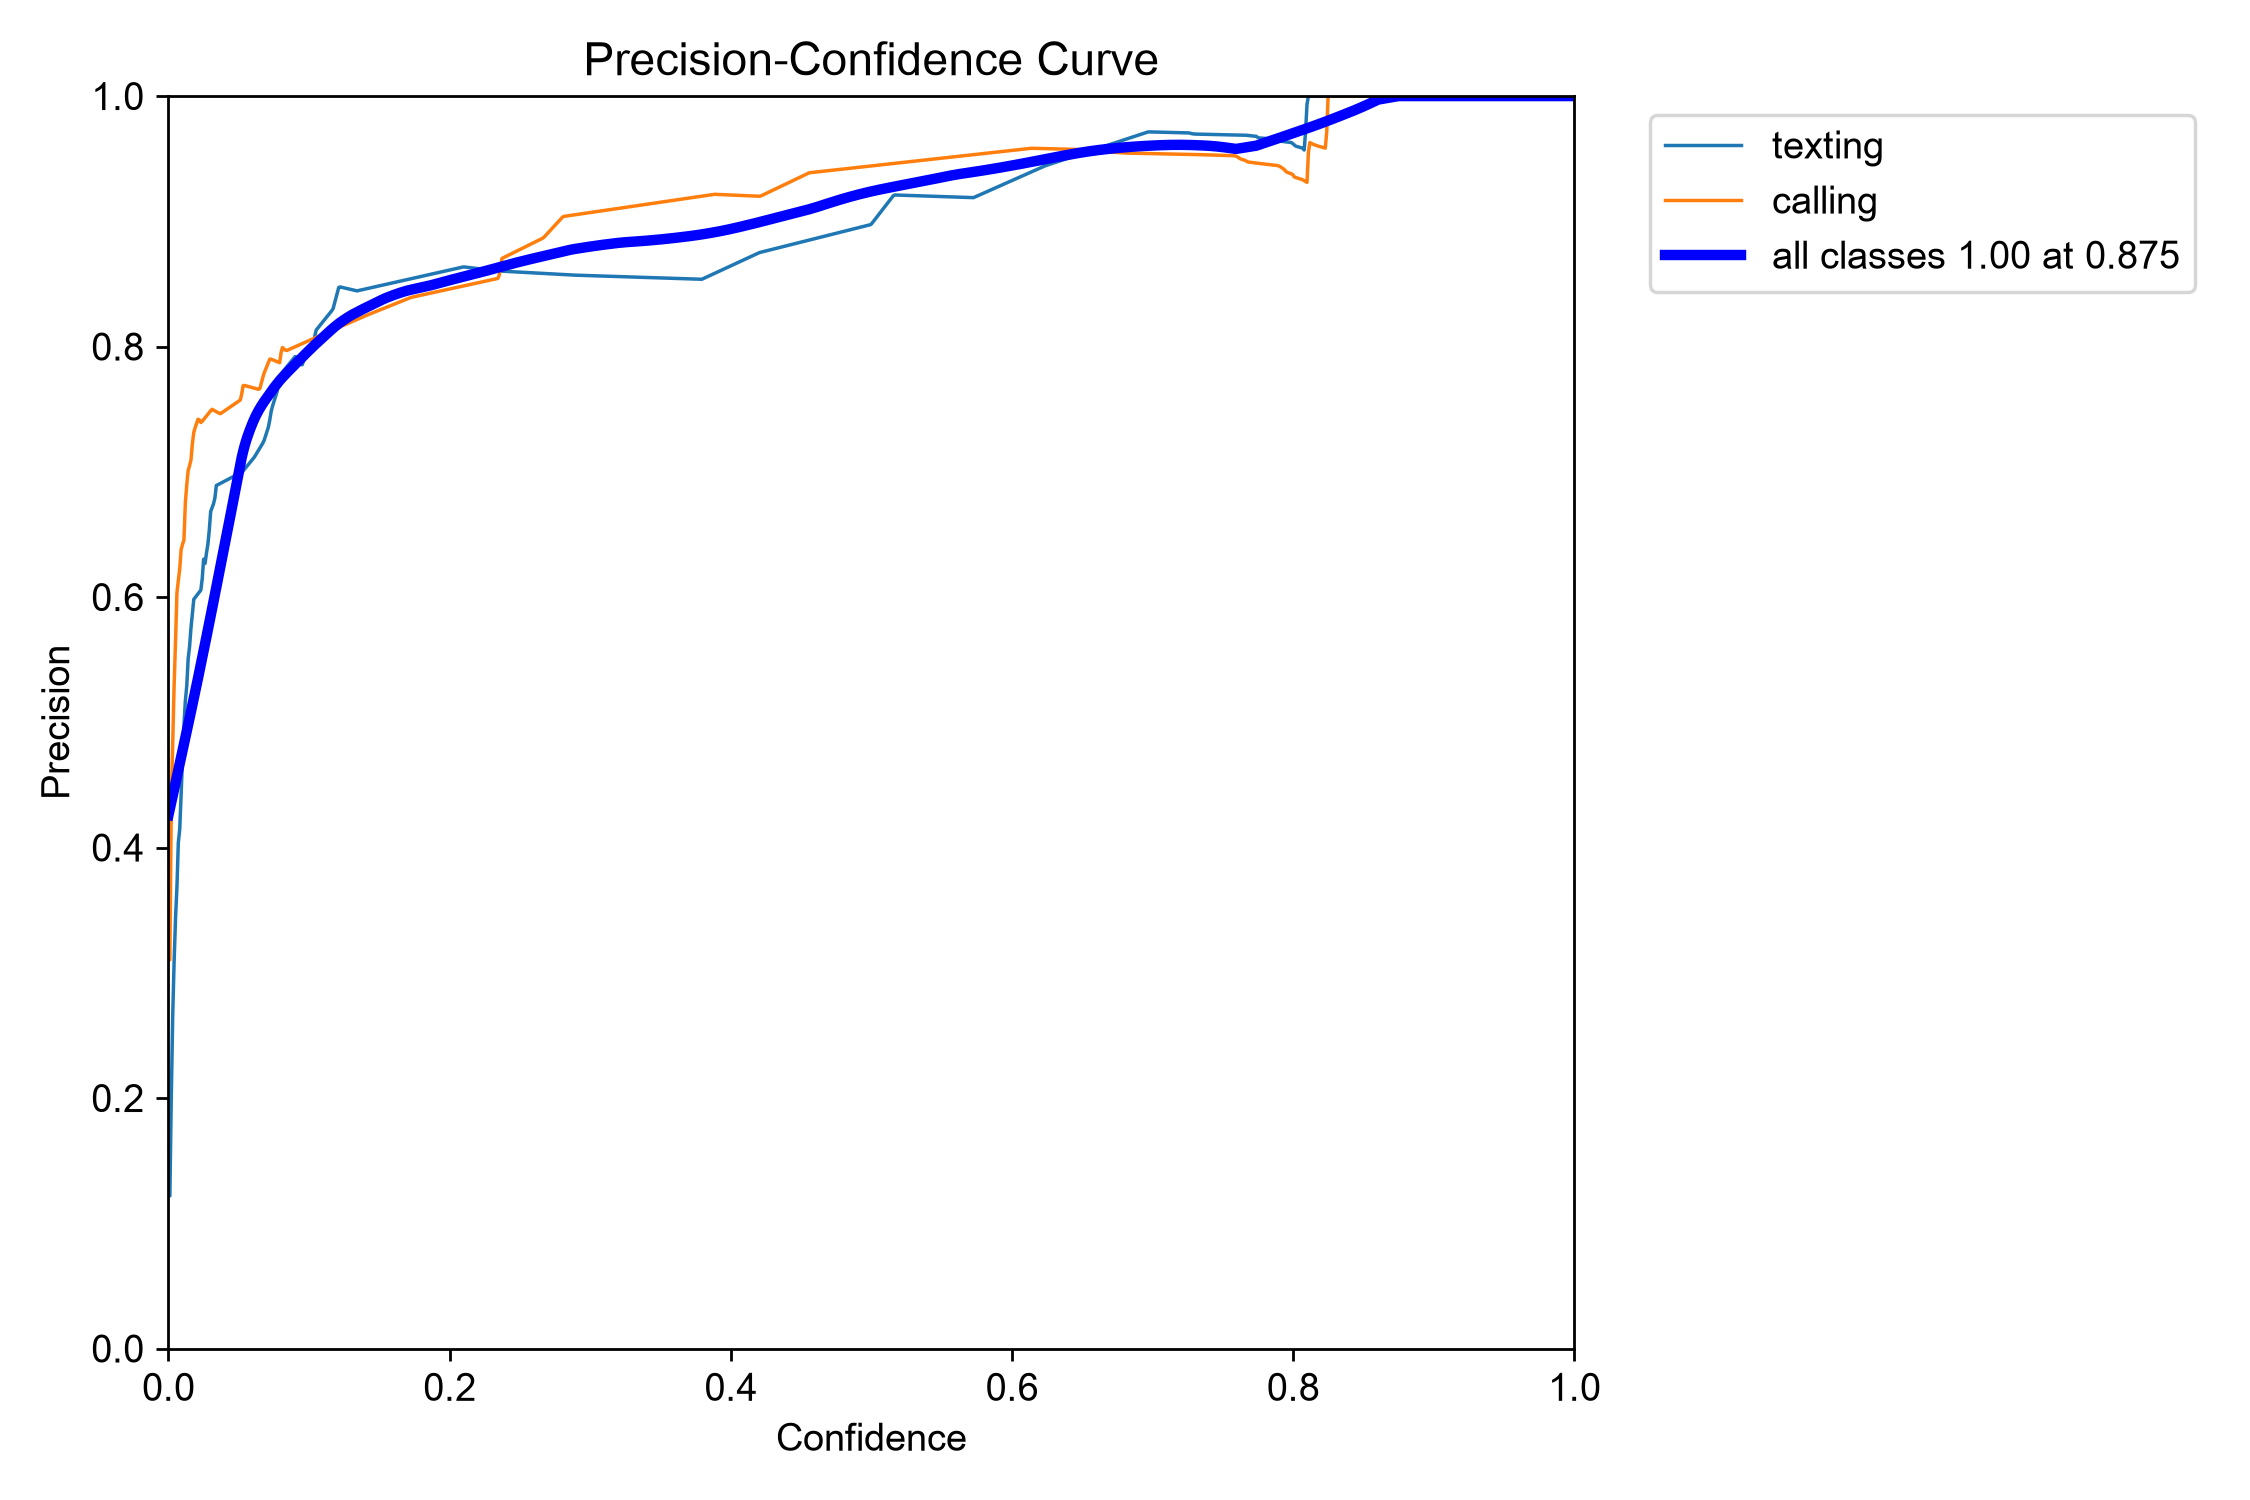 Precision-Confidence Curve
1.0
0.8
0.6
0.4
0.2
0.0
Precision
0.0 0.2 0.4 0.6 0.8 1.0
Confidence
texting
calling
all classes 1.00 at 0.875